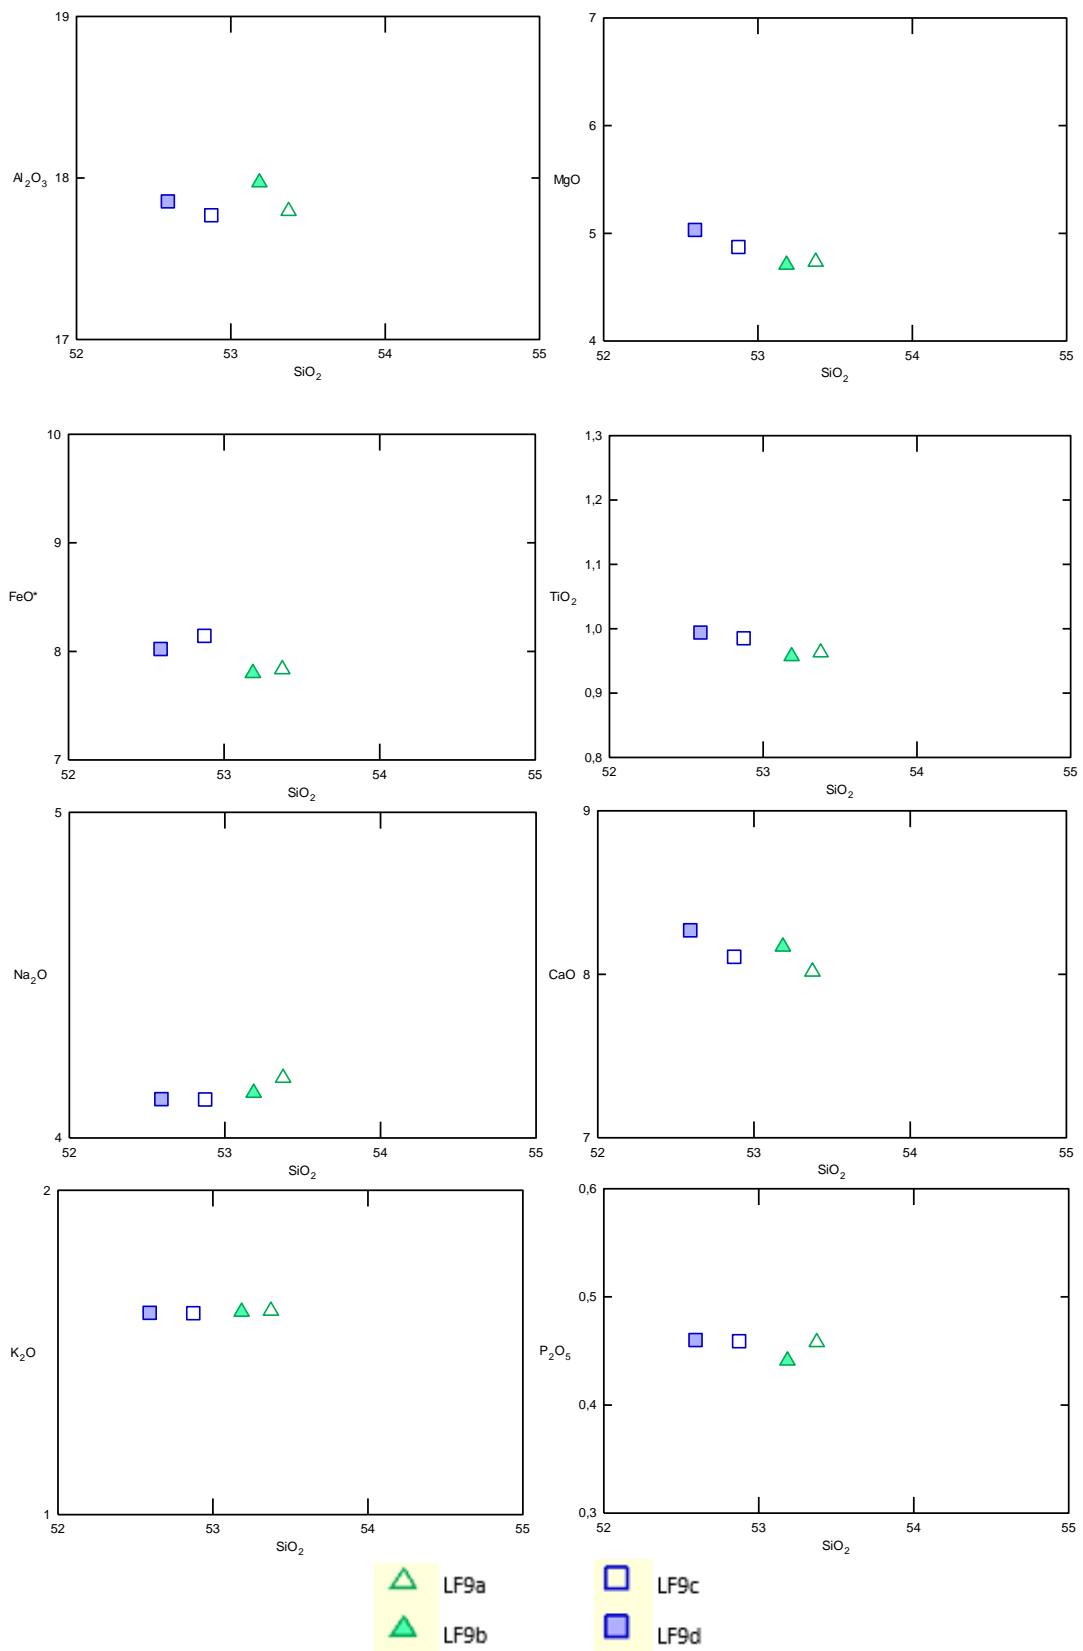 19
Al2O3 18
17
52 53 54 55
SiO2
7
6
MgO
5
4
52 53 54 55
SiO2
10
9
FeO*
8
7
52 53 54 55
SiO2
1,3
1,2
1,1
TiO2
1,0
0,9
0,8
52 53 54 55
SiO2
5
Na2O
4
52 53 54 55
SiO2
9
CaO 8
7
52 53 54 55
SiO2
2
K2O
1
52 53 54 55
SiO2
0,6
0,5
P2O5
0,4
0,3
52 53 54 55
SiO2
LF9a
LF9c
LF9b
LF9d